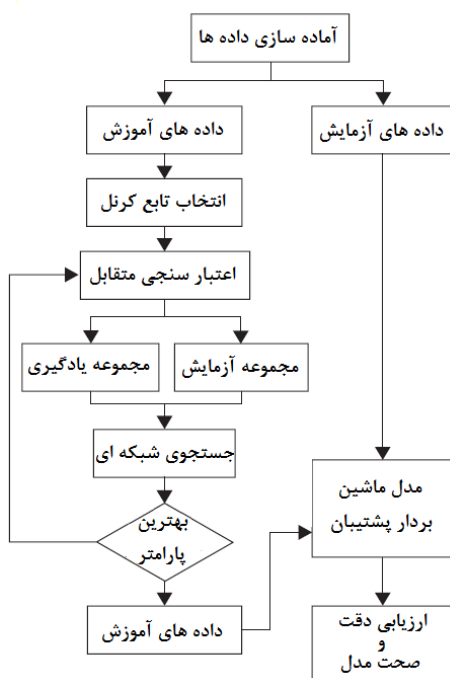 آماده سازی داده ها
داده های آزمایش
داده های آموزش
انتخاب تابع کرنل
اعتبار سنجی متقابل
مجموعه آزمایش
مجموعه یادگیری
جستجوی شبکه ای
بهترین
پارامتر
داده های آموزش
مدل ماشین
بردار پشتیبان
ارزیابی دقت
و
صحت مدل